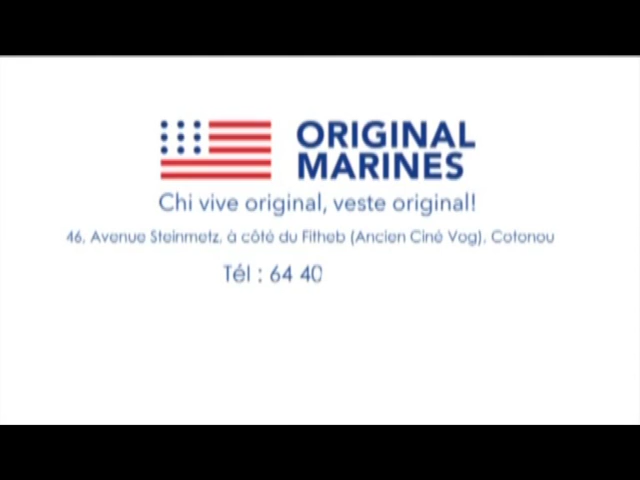 ORIGINAL
MARINES
Chi vive original, veste original!
46, Avenue Steinmetz, à côté du Fitheb (Ancien Ciné Vog), Cotonou
Tél : 64 40